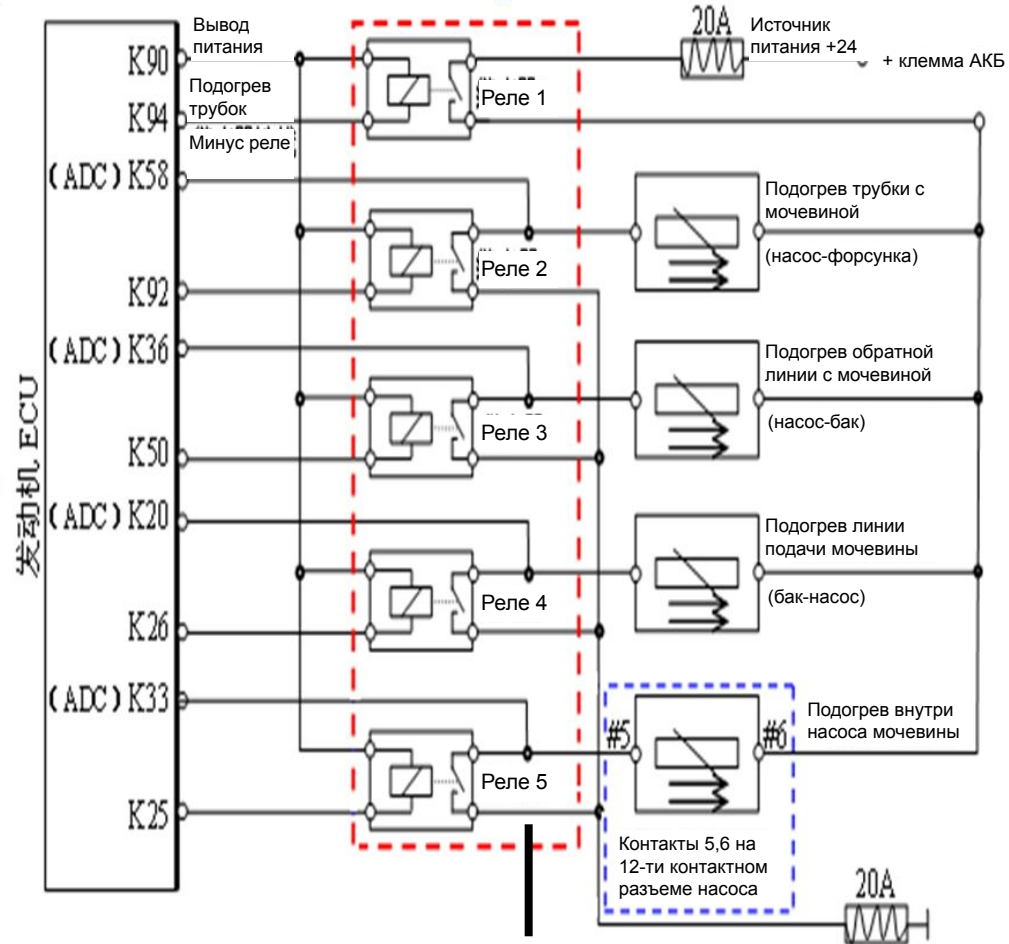 20A
Вывод
питания
Источник
питания +24
+ клемма АКБ
K90
Реле 1
Подогрев
трубок
K94
Минус реле
(ADC) K58
Подогрев трубки с
мочевиной
(насос-форсунка)
Реле 2
K92
(ADC) K36
Подогрев обратной
линии с мочевиной
(насос-бак)
Реле 3
K50
发动机 ECU
(ADC) K20
Подогрев линии
подачи мочевины
(бак-насос)
Реле 4
K26
(ADC) K33
#5
#6
Подогрев внутри
насоса мочевины
Реле 5
K25
Контакты 5,6 на
12-ти контактном
разъеме насоса
20A